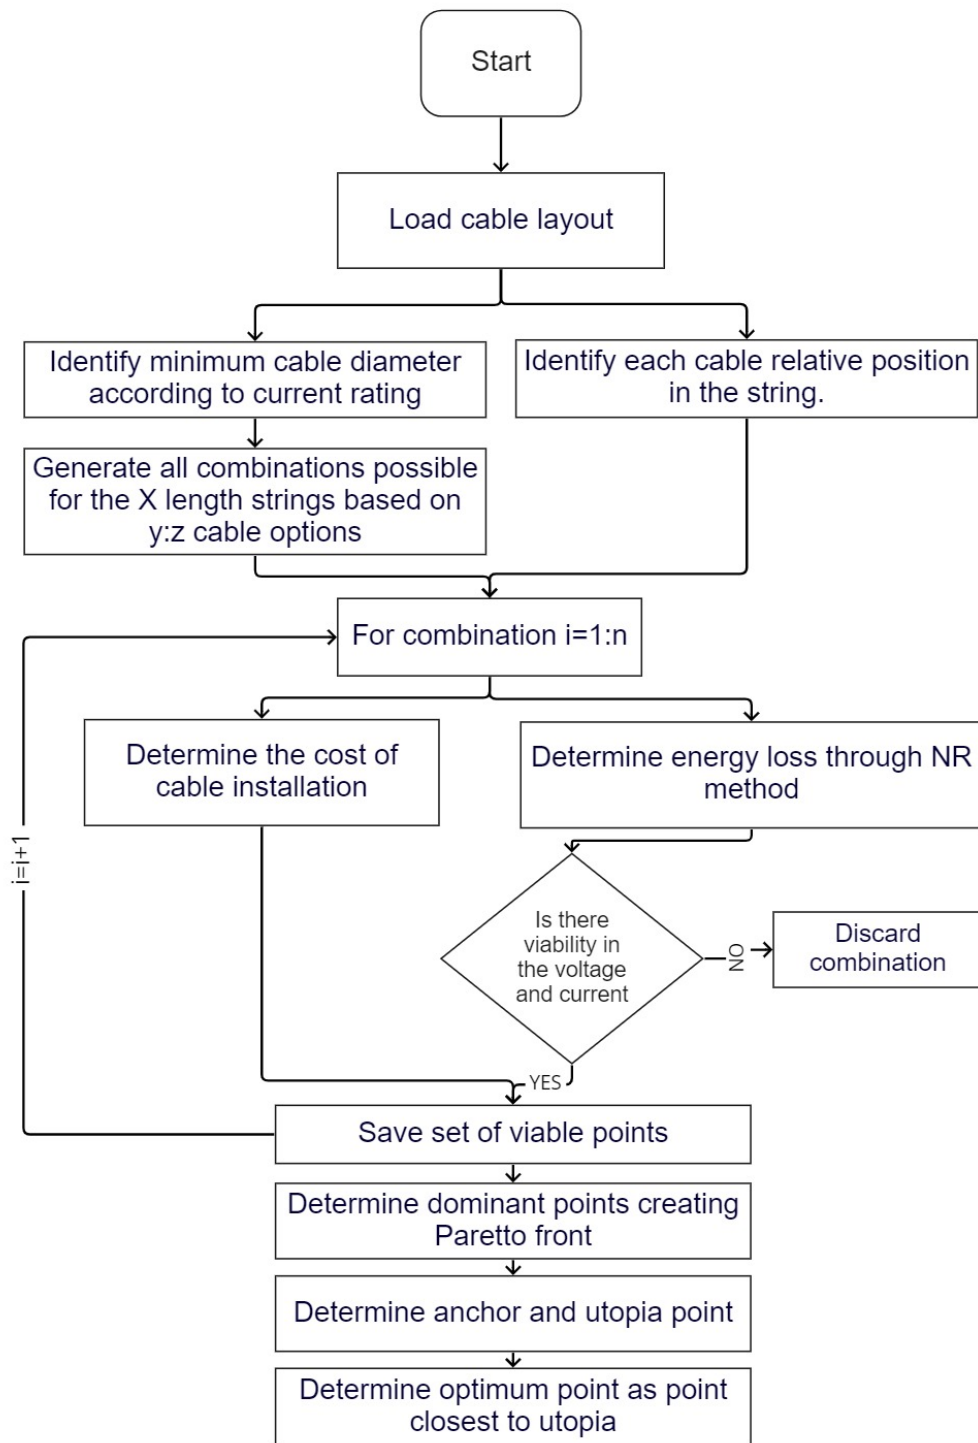 Start
Load cable layout
Identify minimum cable diameter
according to current rating
Identify each cable relative position
in the string.
Generate all combinations possible
for the X length strings based on
y:z cable options
For combination i=1:n
Determine the cost of
cable installation
Determine energy loss through NR
method
i=i+1
Is there
viability in
the voltage
and current
NO
Discard
combination
YES
Save set of viable points
Determine dominant points creating
Paretto front
Determine anchor and utopia point
Determine optimum point as point
closest to utopia